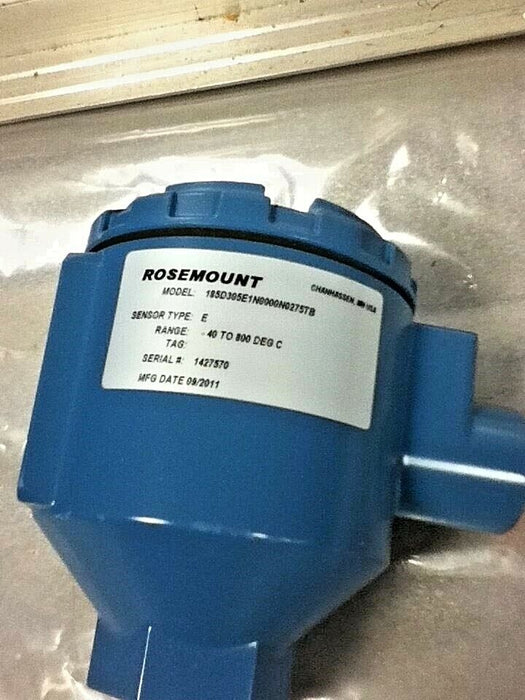 ROSEMOUNT
CHANHASSEN, MN USA
MODEL: 185D305E1N0000N0275TB
SENSOR TYPE: E
RANGE: - 40 TO 800 DEG C
TAG:
SERIAL #: 1427570
MFG DATE 09/2011